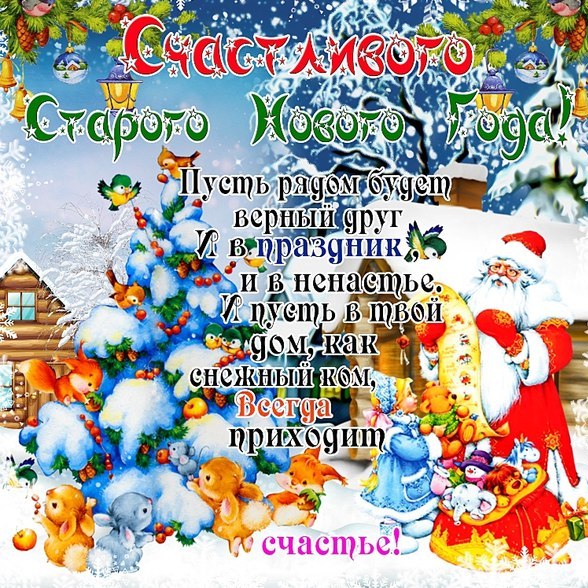 Счастливого
Старого Нового Года!
Пусть рядом будет
верный друг
И в праздник,
и в ненастье.
И пусть в твой
дом, как
снежный ком,
Всегда
приходит
счастье!